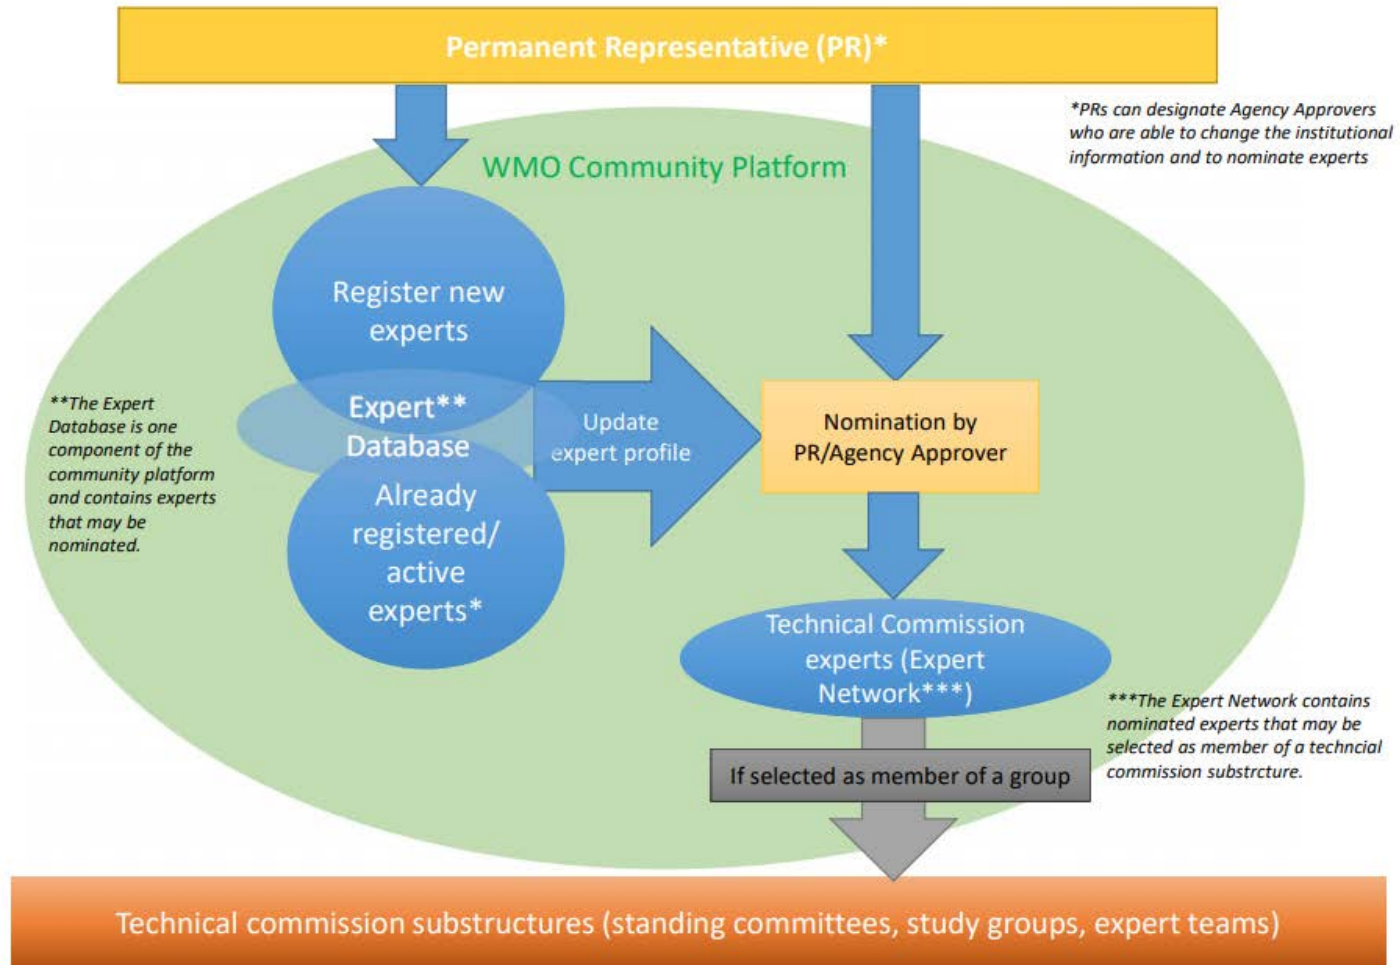 Permanent Representative (PR)*
*PRs can designate Agency Approvers
who are able to change the institutional
information and to nominate experts
WMO Community Platform
Register new
experts
**The Expert
Database is one
component of the
community platform
and contains experts
that may be
nominated.
Expert**
Database
Already
registered/
active
experts*
Update
expert profile
Nomination by
PR/Agency Approver
Technical Commission
experts (Expert
Network***)
***The Expert Network contains
nominated experts that may be
selected as member of a techncial
commission substrcture.
If selected as member of a group
Technical commission substructures (standing committees, study groups, expert teams)